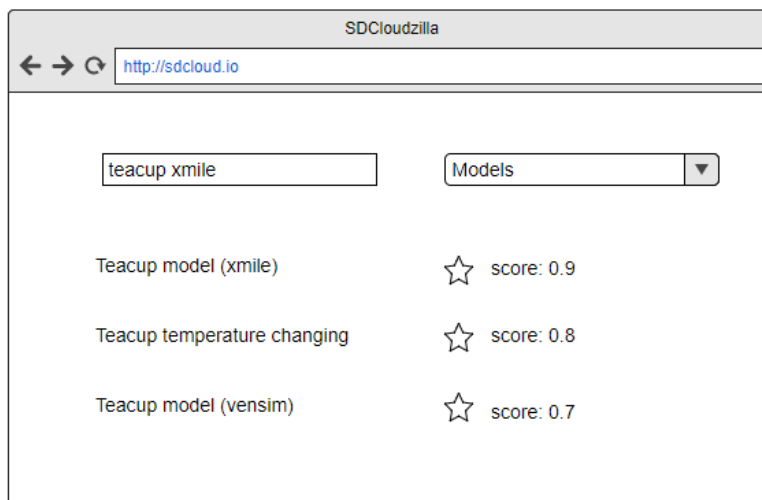 SDCloudzilla
http://sdcloud.io
teacup xmile
Models
Teacup model (xmile)
score: 0.9
Teacup temperature changing
score: 0.8
Teacup model (vensim)
score: 0.7